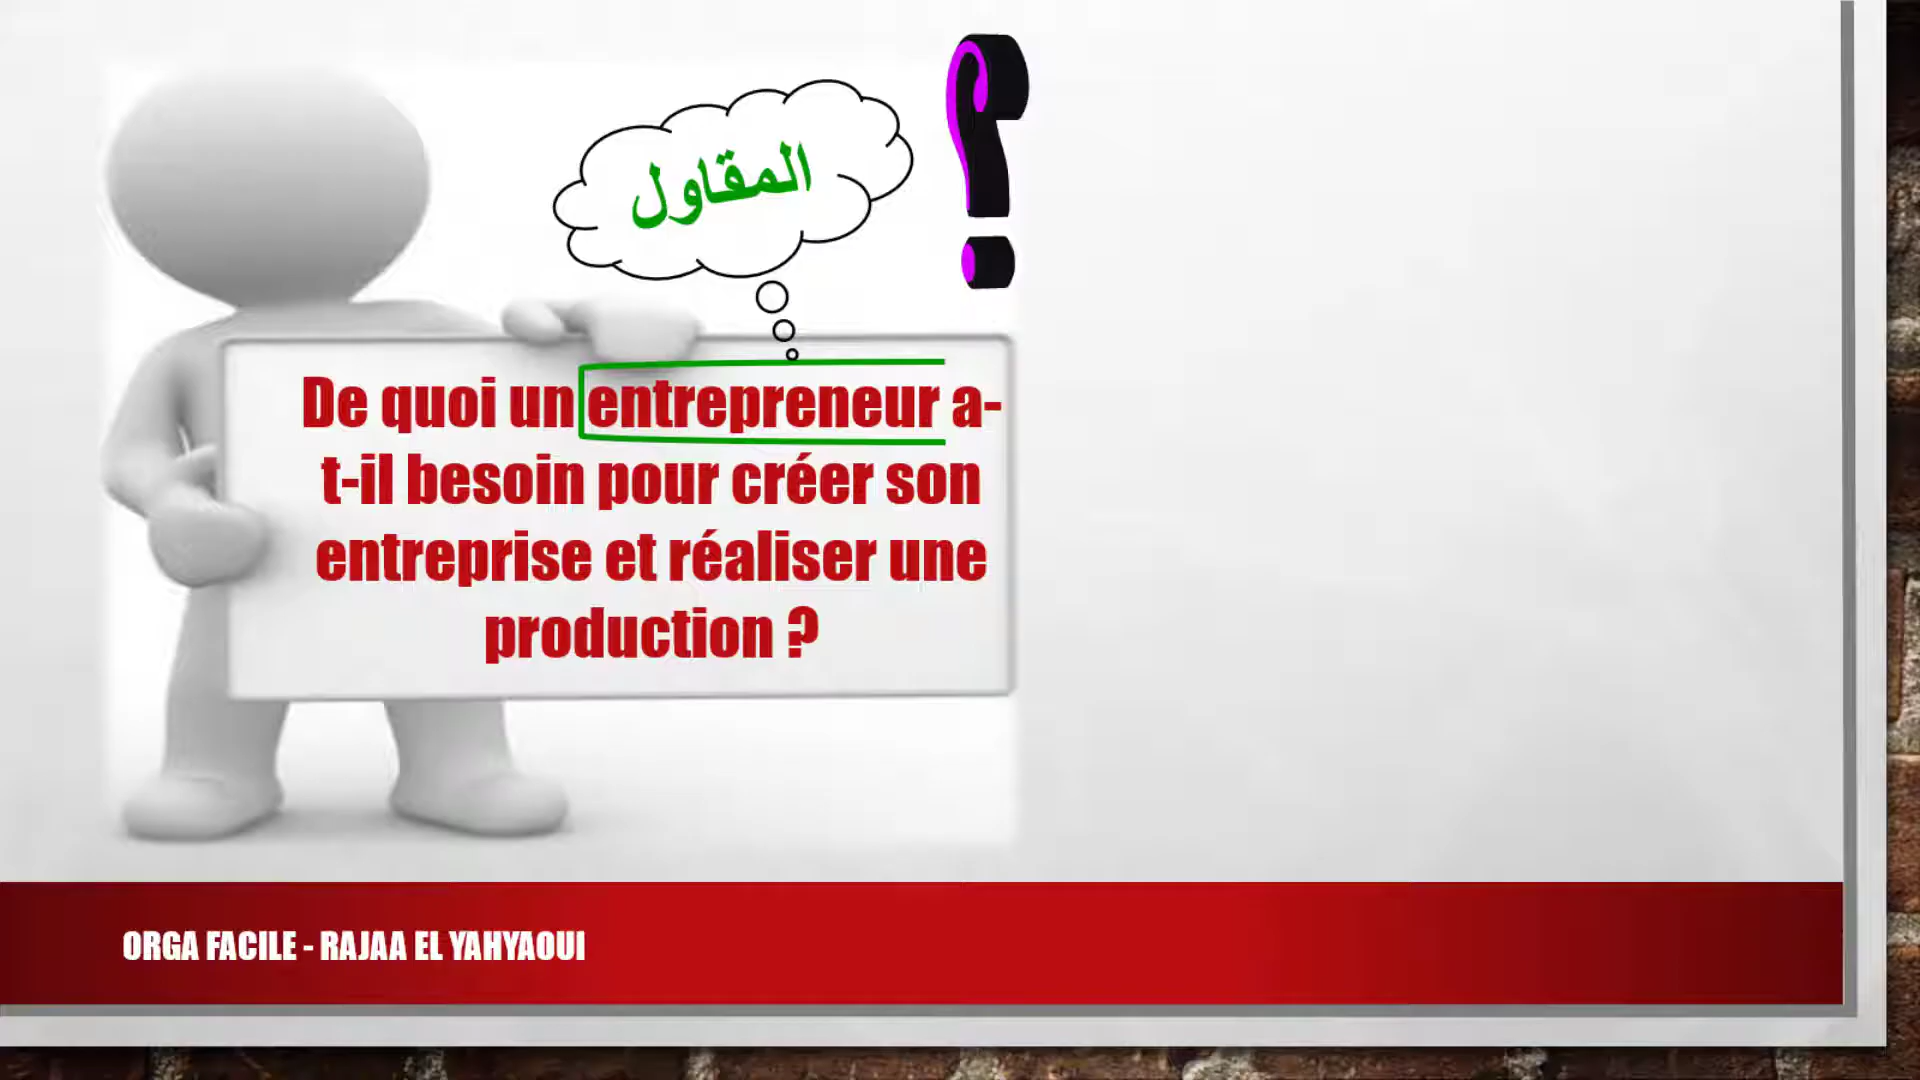 المقاول
De quoi un entrepreneur a-
t-il besoin pour créer son
entreprise et réaliser une
production ?
ORGA FACILE - RAJAA EL YAHYAOUI